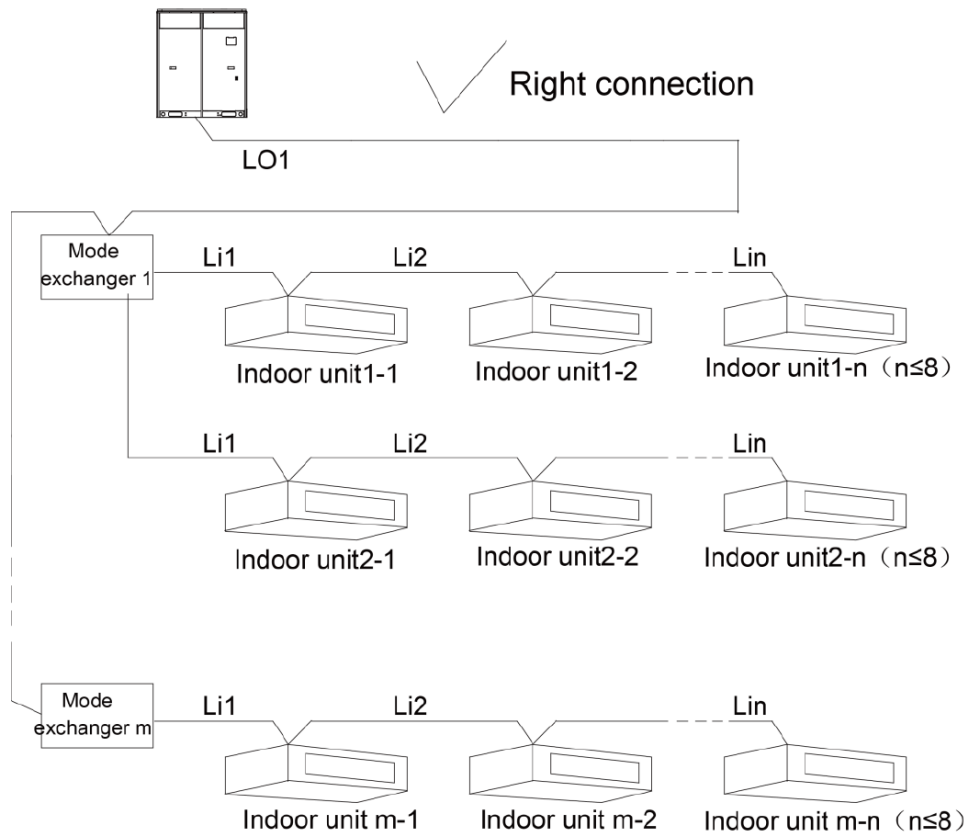 Right connection
LO1
Mode
exchanger 1
Li1
Li2
Lin
Indoor unit1-1
Indoor unit1-2
Indoor unit1-n（n≤8）
Li1
Li2
Lin
Indoor unit2-1
Indoor unit2-2
Indoor unit2-n（n≤8）
Mode
exchanger m
Li1
Li2
Lin
Indoor unit m-1
Indoor unit m-2
Indoor unit m-n（n≤8）